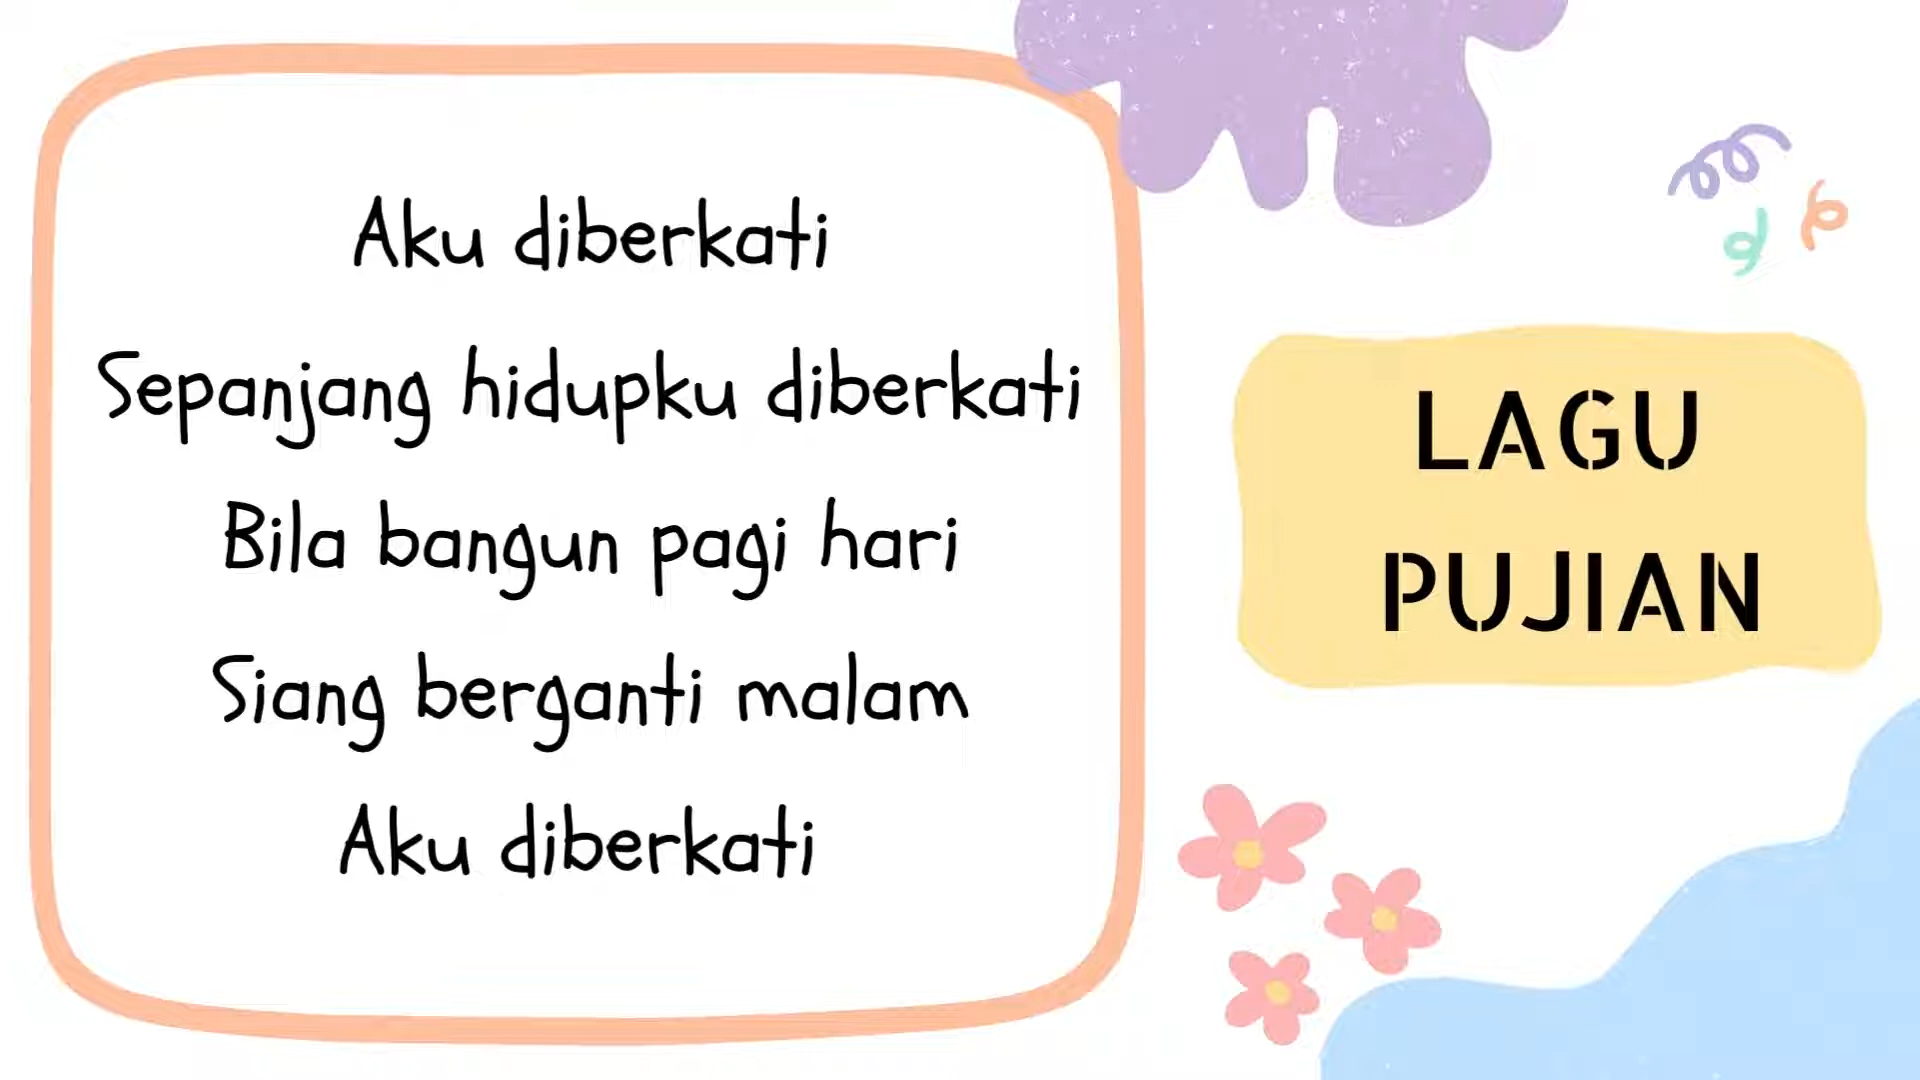 Aku diberkati
Sepanjang hidupku diberkati
Bila bangun pagi hari
Siang berganti malam
Aku diberkati
LAGU
PUJIAN